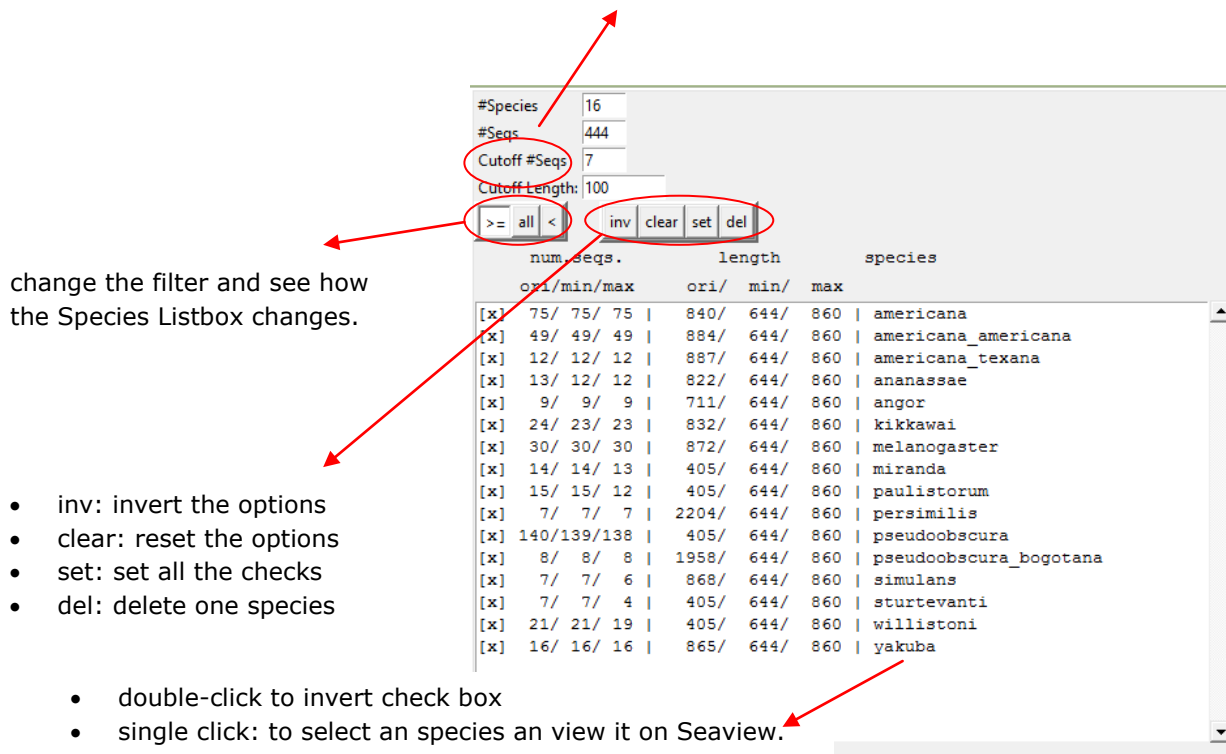 #Species 16
#Seqs 444
Cutoff #Seqs 7
Cutoff Length: 100
>= all < inv clear set del
num.seqs. length species
ori/min/max ori/ min/ max
[x] 75/ 75/ 75 | 840/ 644/ 860 | americana
[x] 49/ 49/ 49 | 884/ 644/ 860 | americana_americana
[x] 12/ 12/ 12 | 887/ 644/ 860 | americana_texana
[x] 13/ 12/ 12 | 822/ 644/ 860 | ananassae
[x] 9/ 9/ 9 | 711/ 644/ 860 | angor
[x] 24/ 23/ 23 | 832/ 644/ 860 | kikkawai
[x] 30/ 30/ 30 | 872/ 644/ 860 | melanogaster
[x] 14/ 14/ 13 | 405/ 644/ 860 | miranda
[x] 15/ 15/ 12 | 405/ 644/ 860 | paulistorum
[x] 7/ 7/ 7 | 2204/ 644/ 860 | persimilis
[x] 140/139/138 | 405/ 644/ 860 | pseudoobscura
[x] 8/ 8/ 8 | 1958/ 644/ 860 | pseudoobscura_bogotana
[x] 7/ 7/ 6 | 868/ 644/ 860 | simulans
[x] 7/ 7/ 4 | 405/ 644/ 860 | sturtevanti
[x] 21/ 21/ 19 | 405/ 644/ 860 | willistoni
[x] 16/ 16/ 16 | 865/ 644/ 860 | yakuba
change the filter and see how
the Species Listbox changes.
• inv: invert the options
• clear: reset the options
• set: set all the checks
• del: delete one species
• double-click to invert check box
• single click: to select an species an view it on Seaview.